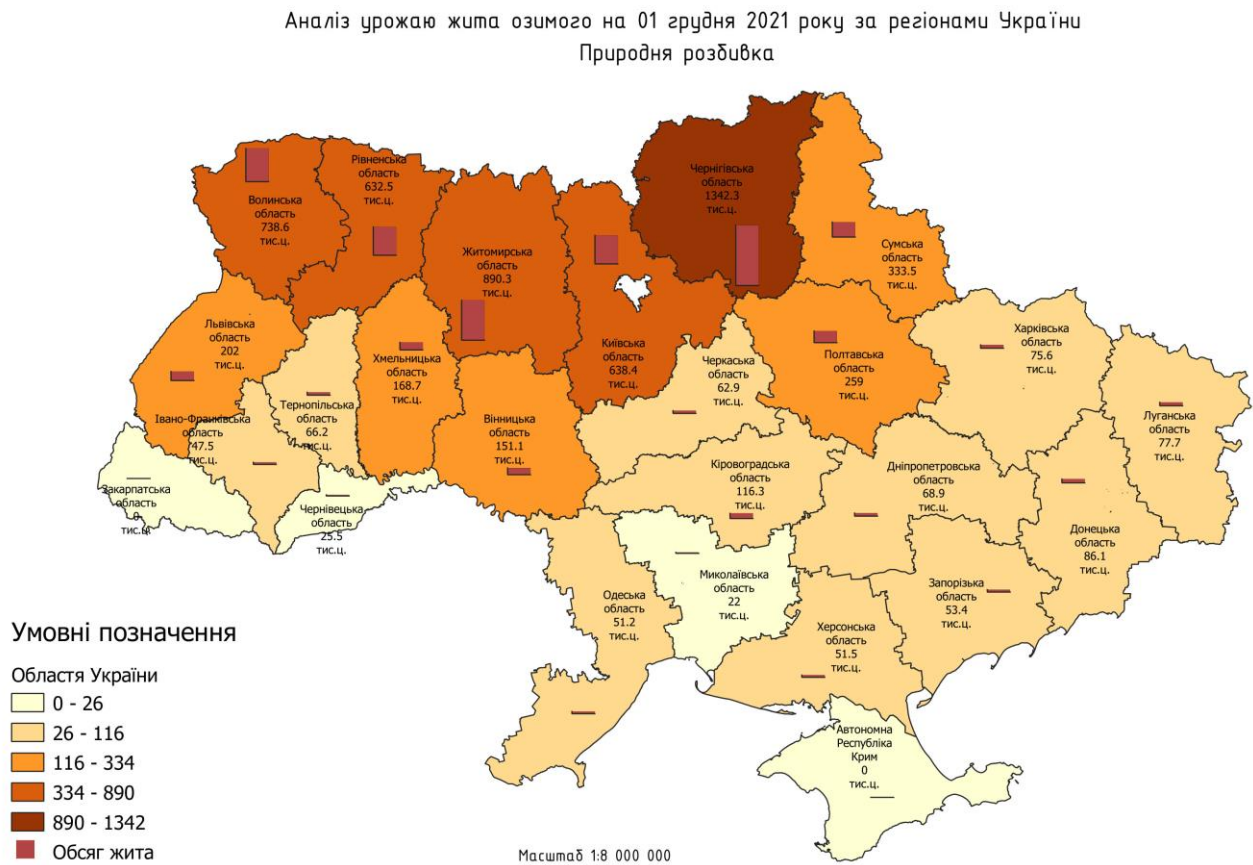 Аналіз урожаю жита озимого на 01 грудня 2021 року за регіонами України
Природня розбивка
Волинська
область
738.6
тис.ц.
Рівненська
область
632.5
тис.ц.
Житомирська
область
890.3
тис.ц.
Київська
область
638.4
тис.ц.
Чернігівська
область
1342.3
тис.ц.
Сумська
область
333.5
тис.ц.
Львівська
область
202
тис.ц.
Тернопільська
область
66.2
тис.ц.
Хмельницька
область
168.7
тис.ц.
Вінницька
область
151.1
тис.ц.
Черкаська
область
62.9
тис.ц.
Полтавська
область
259
тис.ц.
Харківська
область
75.6
тис.ц.
Луганська
область
77.7
тис.ц.
Івано-Франківська
область
47.5
тис.ц.
Закарпатська
область
0
тис.ц.
Чернівецька
область
25.5
тис.ц.
Кіровоградська
область
116.3
тис.ц.
Дніпропетровська
область
68.9
тис.ц.
Донецька
область
86.1
тис.ц.
Одеська
область
51.2
тис.ц.
Миколаївська
область
22
тис.ц.
Херсонська
область
51.5
тис.ц.
Запорізька
область
53.4
тис.ц.
Автономна
Республіка
Крим
0
тис.ц.
Умовні позначення
Областя України
0 - 26
26 - 116
116 - 334
334 - 890
890 - 1342
Обсяг жита
Масштаб 1:8 000 000